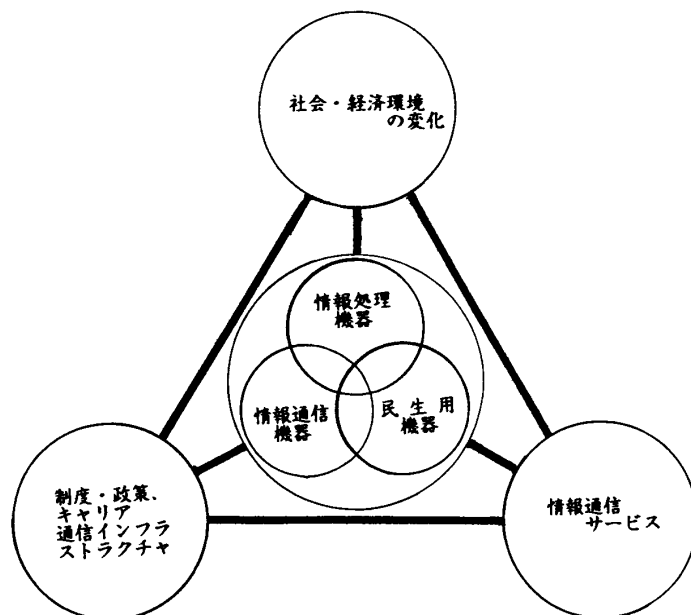 社会・経済環境
の変化
情報処理
機器
情報通信
機器
民生用
機器
制度・政策、
キャリア
通信インフラ
ストラクチャ
情報通信
サービス